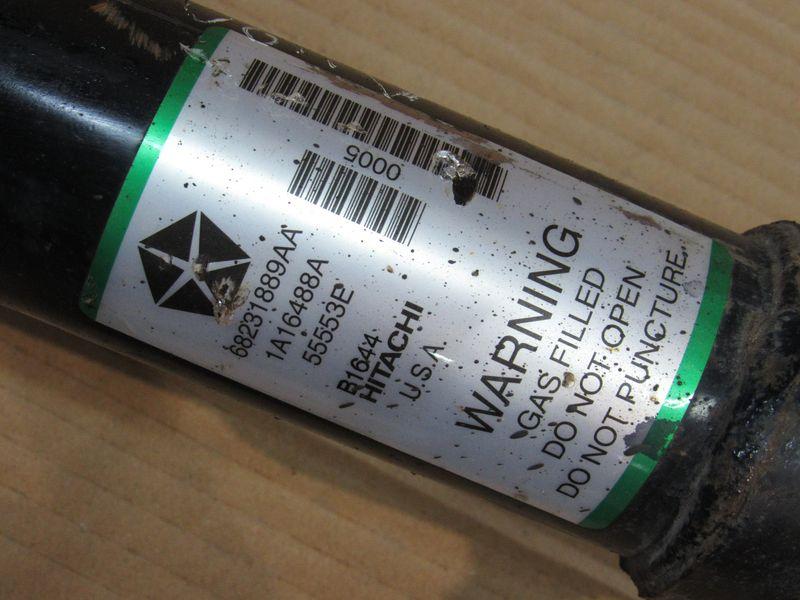 0005
68231889AA
1A16488A
55553E
B1644
HITACHI
U.S.A.
WARNING
GAS FILLED
DO NOT OPEN
DO NOT PUNCTURE.